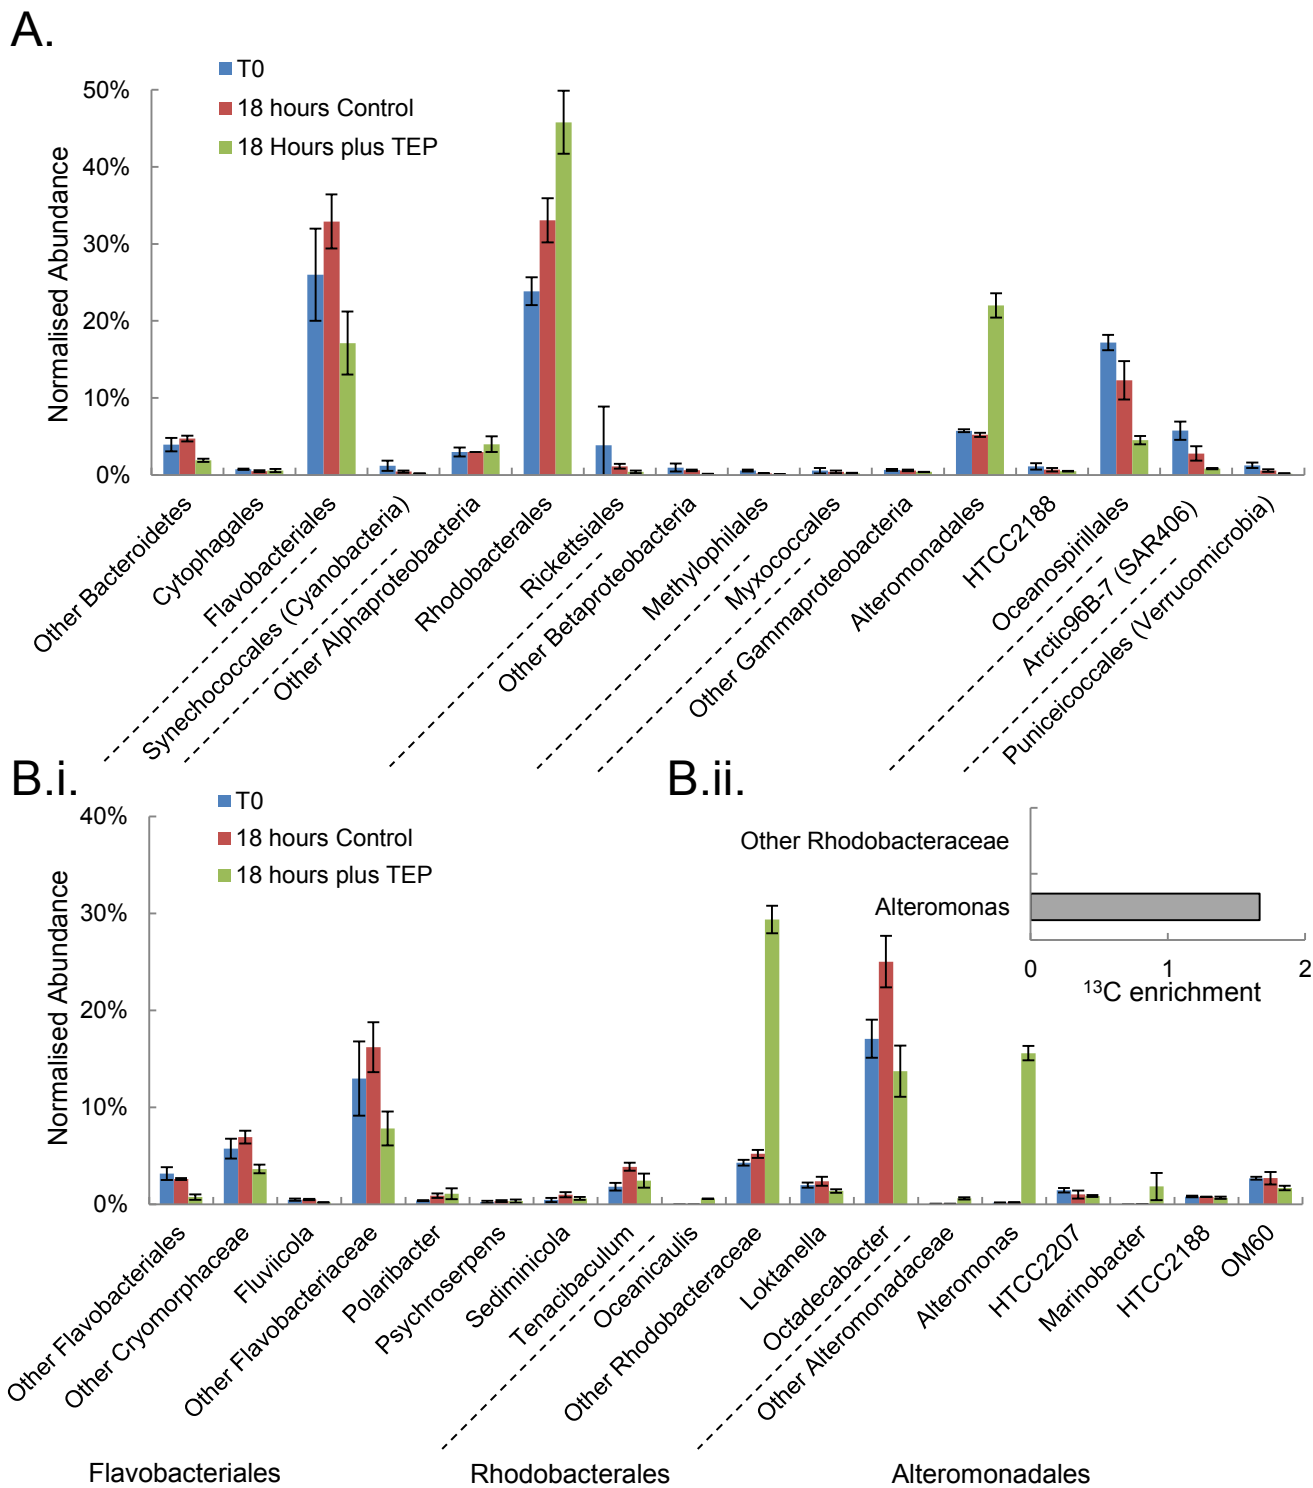 A.
T0
18 hours Control
18 Hours plus TEP
Normalised Abundance
50%
40%
30%
20%
10%
0%
Other Bacteroidetes
Cytophagales
Flavobacteriales
Synechococcales (Cyanobacteria)
Other Alphaproteobacteria
Rhodobacterales
Rickettsiales
Other Betaproteobacteria
Methylophilales
Myxococcales
Other Gammaproteobacteria
Alteromonadales
HTCC2188
Oceanospirillales
Arctic96B-7 (SAR406)
Puniceicoccales (Verrucomicrobia)
B.i.
T0
18 hours Control
18 hours plus TEP
Normalised Abundance
40%
30%
20%
10%
0%
Other Flavobacteriales
Other Cryomorphaceae
Fluviicola
Other Flavobacteriaceae
Polaribacter
Psychroserpens
Sediminicola
Tenacibaculum
Oceanicaulis
Other Rhodobacteraceae
Loktanella
Octadecabacter
Other Alteromonadaceae
Alteromonas
HTCC2207
Marinobacter
HTCC2188
OM60
Flavobacteriales
Rhodobacterales
Alteromonadales
B.ii.
Other Rhodobacteraceae
Alteromonas
0 1 2
¹³C enrichment